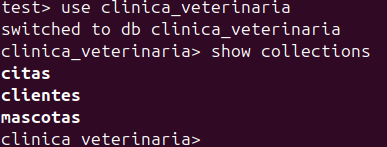 test> use clinica_veterinaria
switched to db clinica_veterinaria
clinica_veterinaria> show collections
citas
clientes
mascotas
clinica_veterinaria>